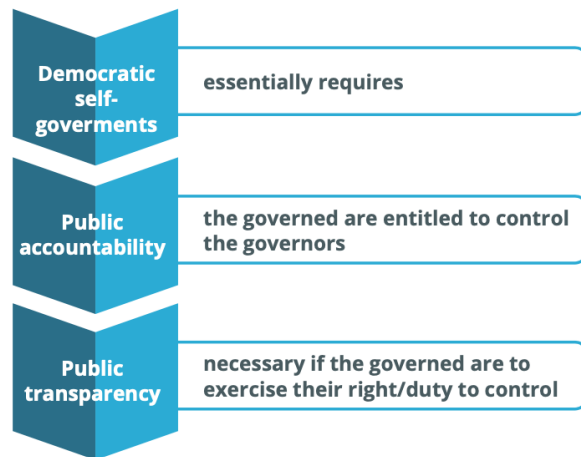 Democratic
self-
goverments
essentially requires
Public
accountability
the governed are entitled to control
the governors
Public
transparency
necessary if the governed are to
exercise their right/duty to control